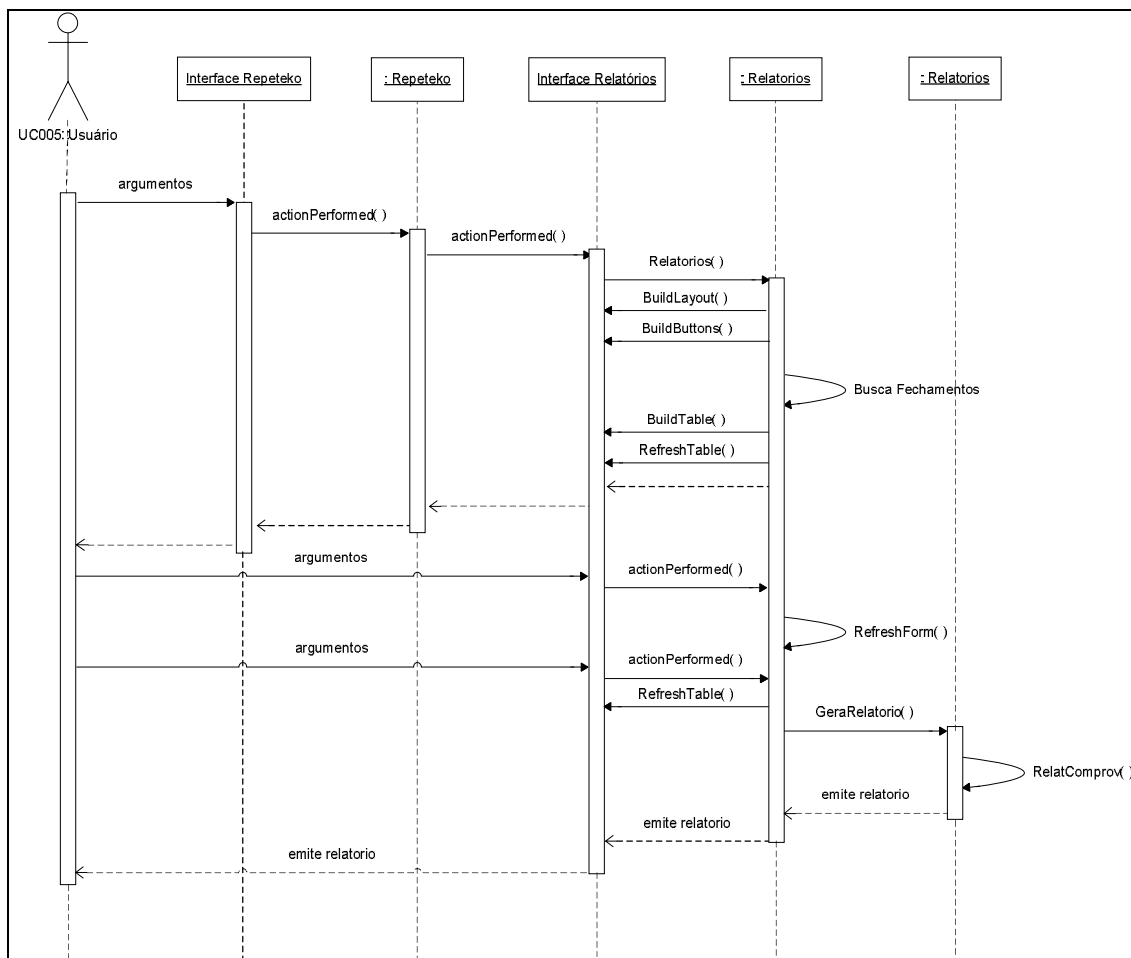 Interface Repeteko
: Repeteko
Interface Relatórios
: Relatorios
: Relatorios
UC005: Usuário
argumentos
actionPerformed( )
actionPerformed( )
Relatorios( )
BuildLayout( )
BuildButtons( )
Busca Fechamentos
BuildTable( )
RefreshTable( )
argumentos
actionPerformed( )
RefreshForm( )
argumentos
actionPerformed( )
RefreshTable( )
GeraRelatorio( )
RelatComprov( )
emite relatorio
emite relatorio
emite relatorio